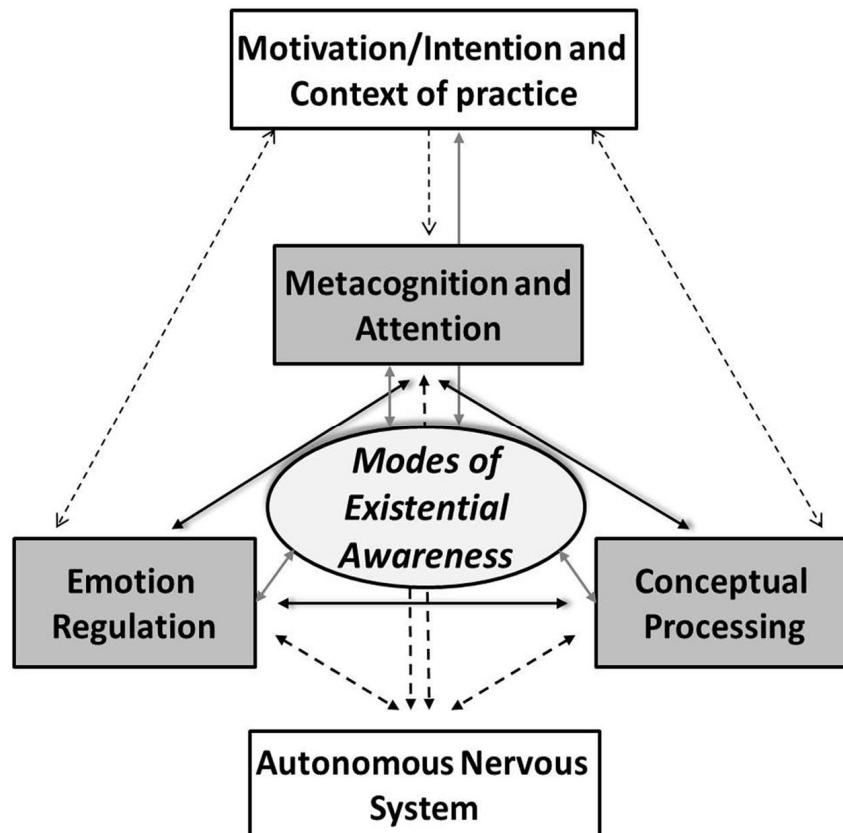 Motivation/Intention and
Context of practice
Metacognition and
Attention
Modes of
Existential
Awareness
Emotion
Regulation
Conceptual
Processing
Autonomous Nervous
System